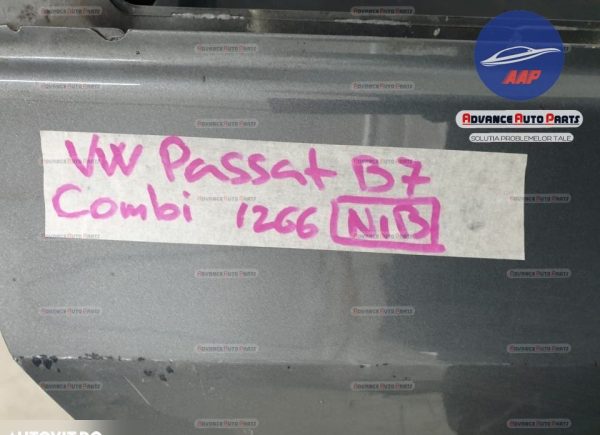 AAP
ADVANCE AUTO PARTS
SOLUTIA PROBLEMELOR TALE
VW Passat B7
Combi 1266 N1B